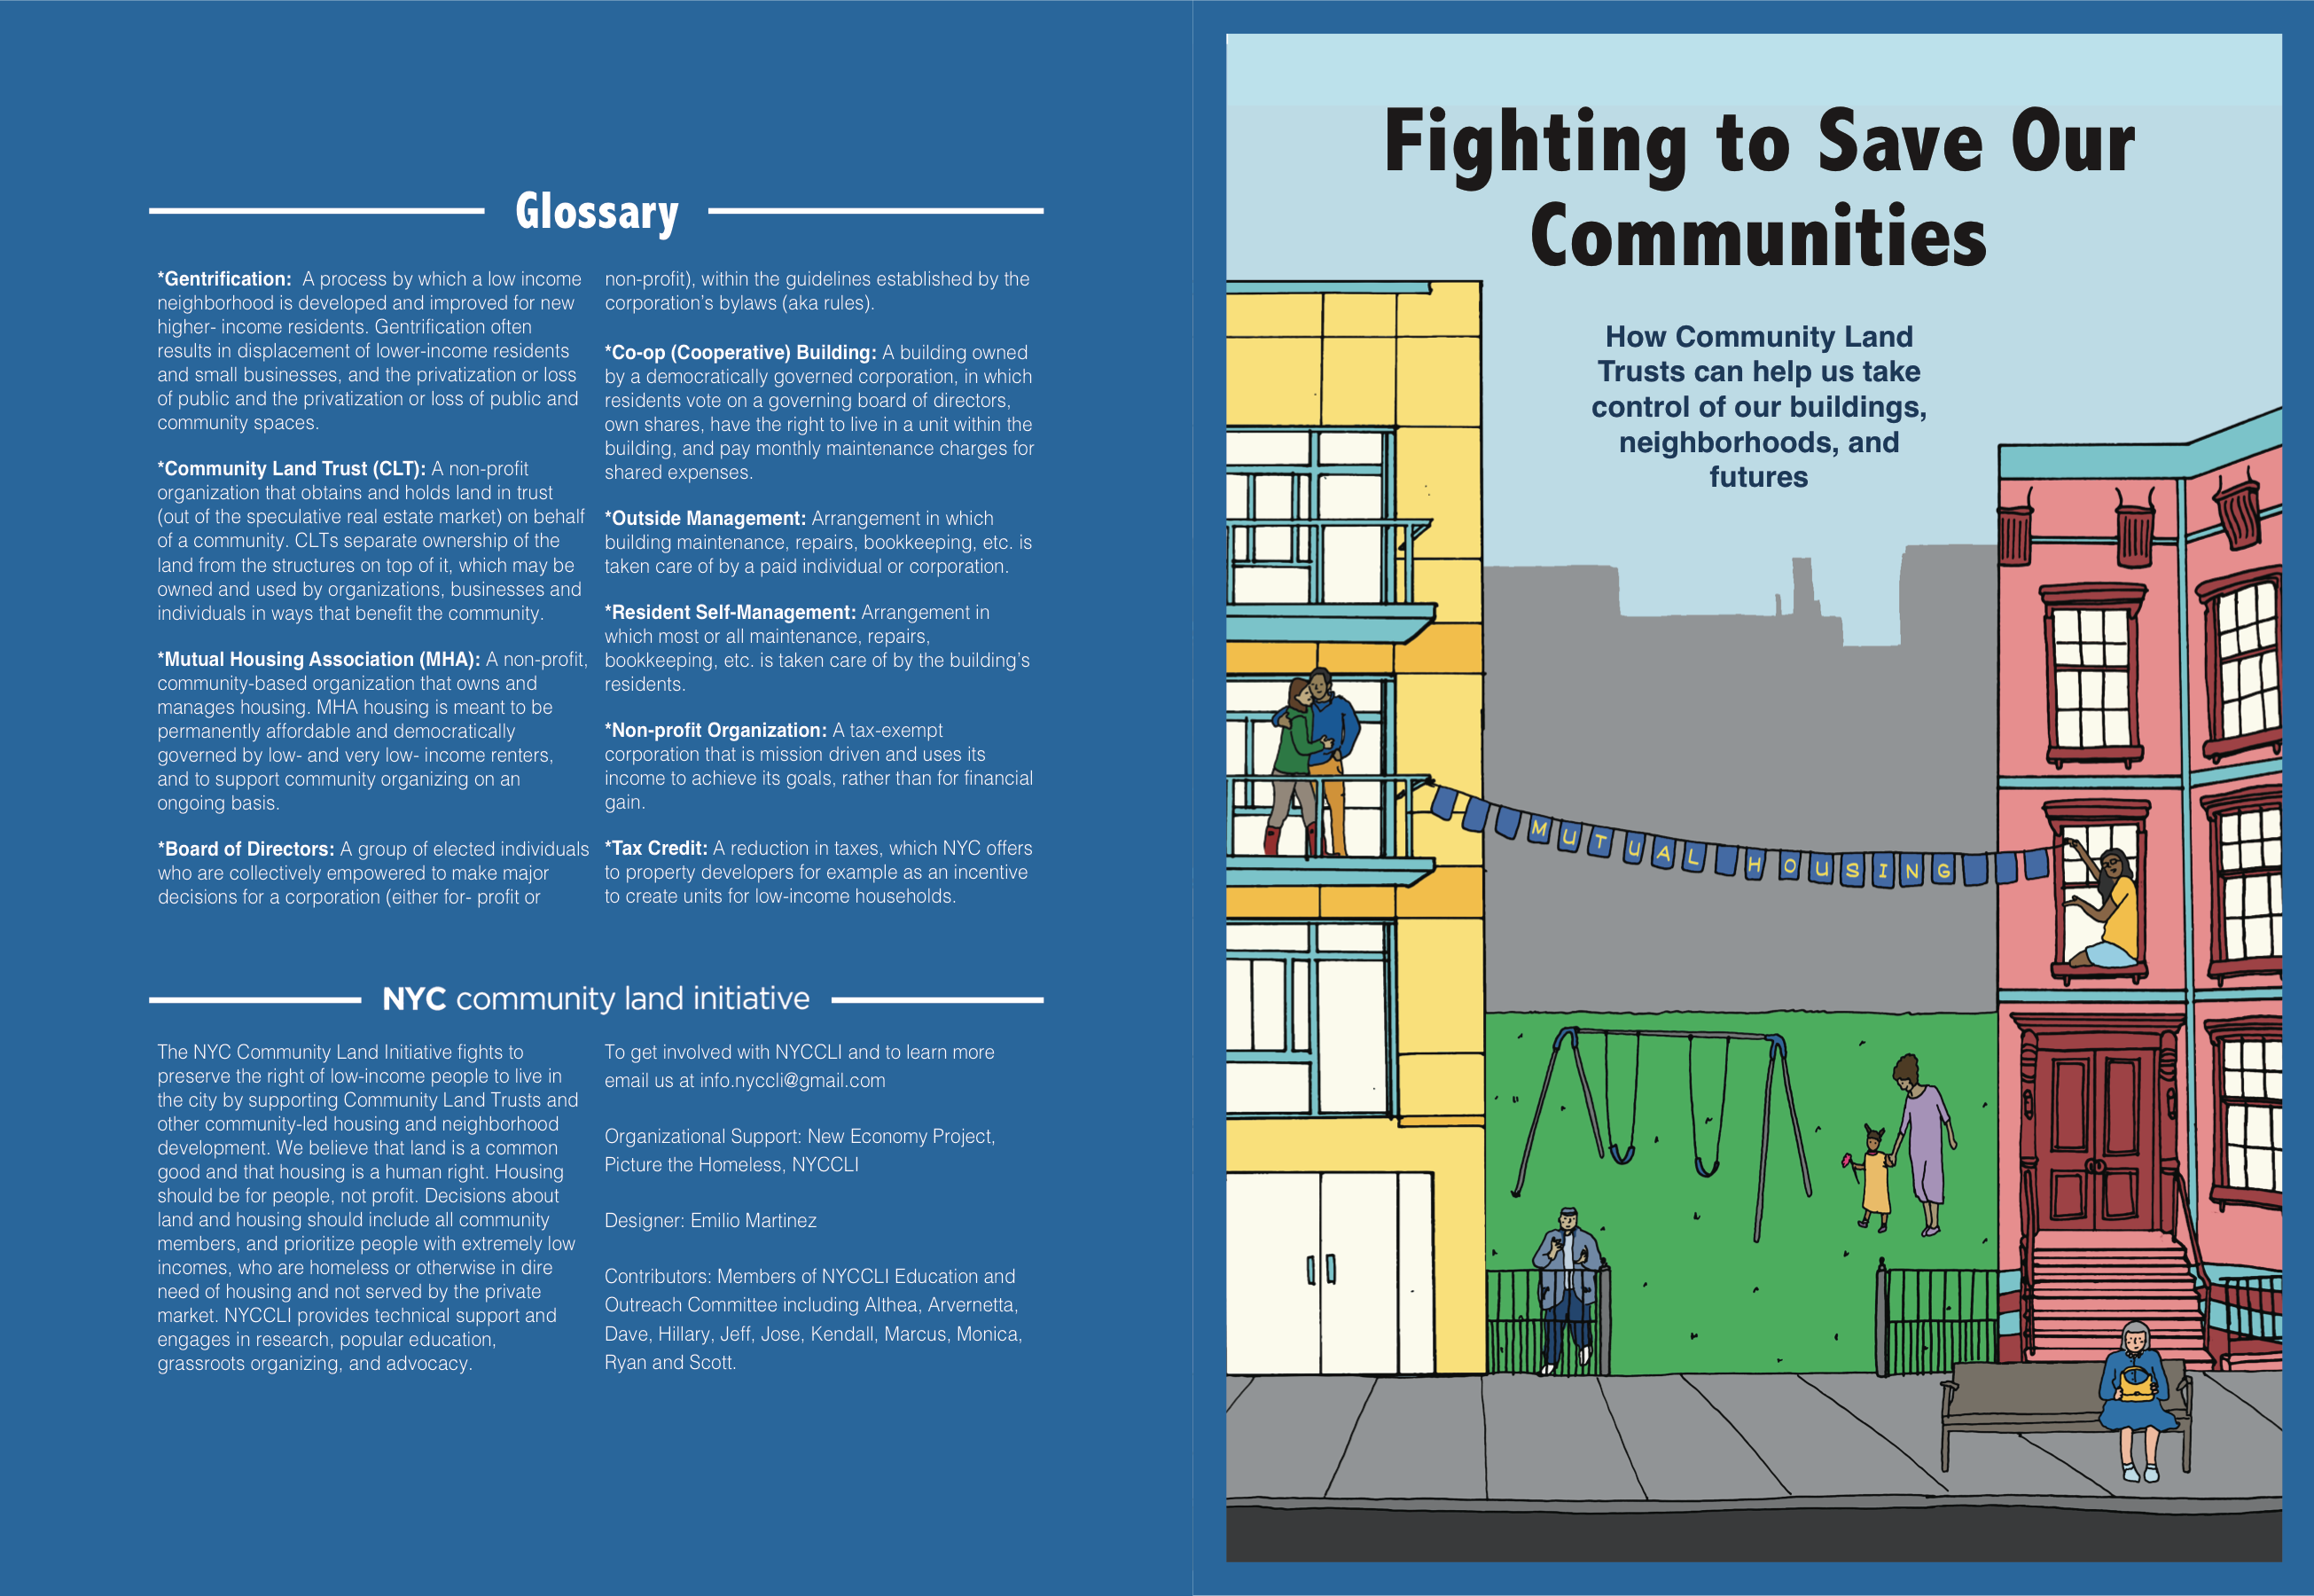 Glossary
*Gentrification:  A process by which a low income
neighborhood is developed and improved for new
higher- income residents. Gentrification often
results in displacement of lower-income residents
and small businesses, and the privatization or loss
of public and the privatization or loss of public and
community spaces.
*Community Land Trust (CLT): A non-profit
organization that obtains and holds land in trust
(out of the speculative real estate market) on behalf
of a community. CLTs separate ownership of the
land from the structures on top of it, which may be
owned and used by organizations, businesses and
individuals in ways that benefit the community.
*Mutual Housing Association (MHA): A non-profit,
community-based organization that owns and
manages housing. MHA housing is meant to be
permanently affordable and democratically
governed by low- and very low- income renters,
and to support community organizing on an
ongoing basis.
*Board of Directors: A group of elected individuals
who are collectively empowered to make major
decisions for a corporation (either for- profit or
non-profit), within the guidelines established by the
corporation's bylaws (aka rules).
*Co-op (Cooperative) Building: A building owned
by a democratically governed corporation, in which
residents vote on a governing board of directors,
own shares, have the right to live in a unit within the
building, and pay monthly maintenance charges for
shared expenses.
*Outside Management: Arrangement in which
building maintenance, repairs, bookkeeping, etc. is
taken care of by a paid individual or corporation.
*Resident Self-Management: Arrangement in
which most or all maintenance, repairs,
bookkeeping, etc. is taken care of by the building's
residents.
*Non-profit Organization: A tax-exempt
corporation that is mission driven and uses its
income to achieve its goals, rather than for financial
gain.
*Tax Credit: A reduction in taxes, which NYC offers
to property developers for example as an incentive
to create units for low-income households.
NYC community land initiative
The NYC Community Land Initiative fights to
preserve the right of low-income people to live in
the city by supporting Community Land Trusts and
other community-led housing and neighborhood
development. We believe that land is a common
good and that housing is a human right. Housing
should be for people, not profit. Decisions about
land and housing should include all community
members, and prioritize people with extremely low
incomes, who are homeless or otherwise in dire
need of housing and not served by the private
market. NYCCLI provides technical support and
engages in research, popular education,
grassroots organizing, and advocacy.
To get involved with NYCCLI and to learn more
email us at info.nyccli@gmail.com
Organizational Support: New Economy Project,
Picture the Homeless, NYCCLI
Designer: Emilio Martinez
Contributors: Members of NYCCLI Education and
Outreach Committee including Althea, Arvernetta,
Dave, Hillary, Jeff, Jose, Kendall, Marcus, Monica,
Ryan and Scott.
Fighting to Save Our
Communities
How Community Land
Trusts can help us take
control of our buildings,
neighborhoods, and
futures
MUTUAL HOUSING